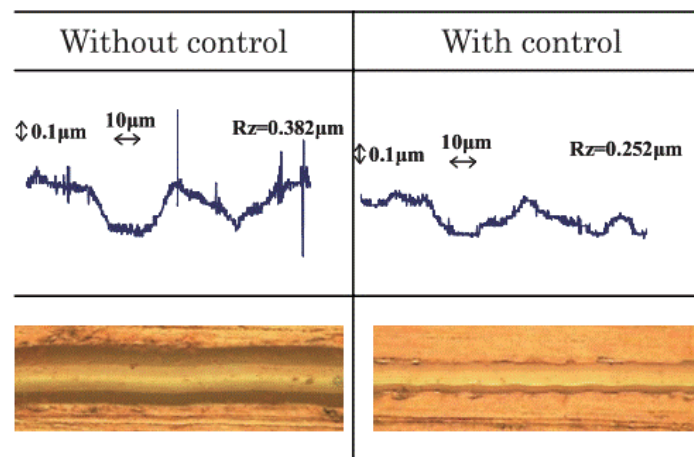 Without control
With control
0.1μm
10μm
Rz=0.382μm
0.1μm
10μm
Rz=0.252μm